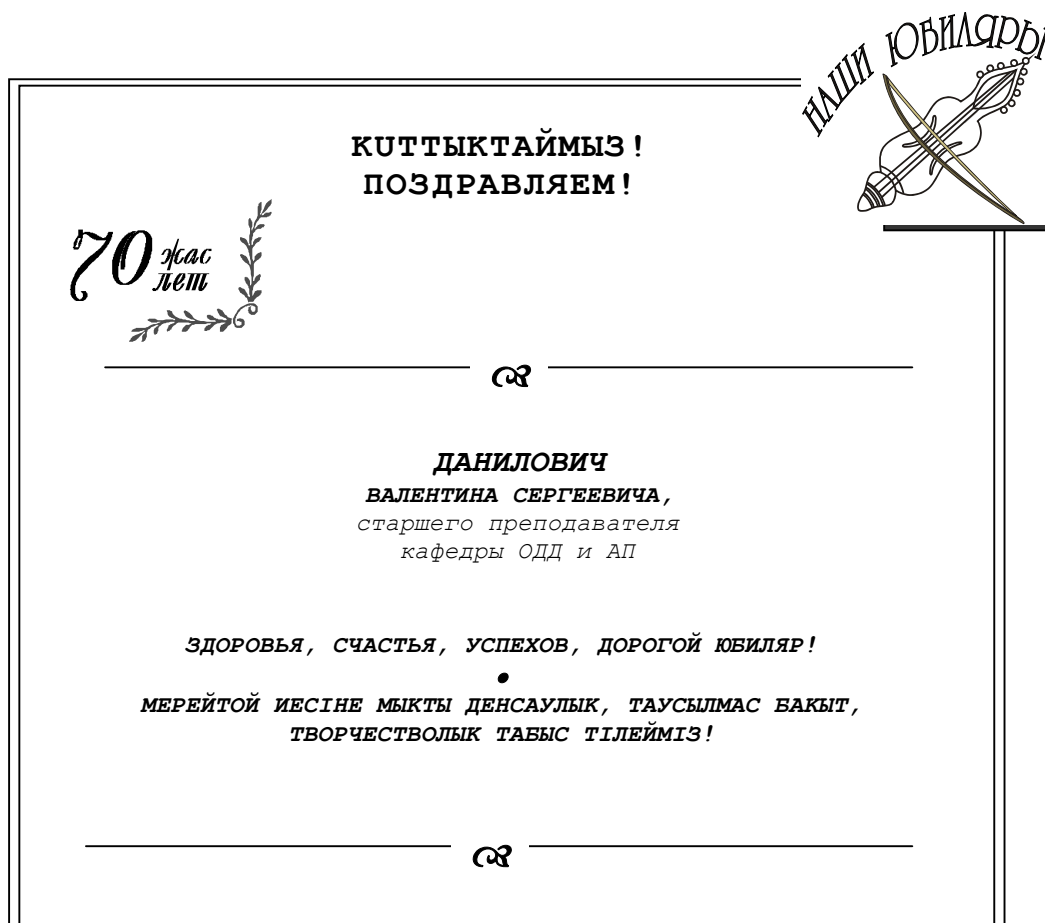 НАШИ ЮБИЛЯРЫ
КUТТЫКТАЙМЫЗ!
ПОЗДРАВЛЯЕМ!
70 жас
лет
ДАНИЛОВИЧ
ВАЛЕНТИНА СЕРГЕЕВИЧА,
старшего преподавателя
кафедры ОДД и АП
ЗДОРОВЬЯ, СЧАСТЬЯ, УСПЕХОВ, ДОРОГОЙ ЮБИЛЯР!
•
МЕРЕЙТОЙ ИЕСІНЕ МЫКТЫ ДЕНСАУЛЫК, ТАУСЫЛМАС БАКЫТ,
ТВОРЧЕСТВОЛЫК ТАБЫС ТІЛЕЙМІЗ!